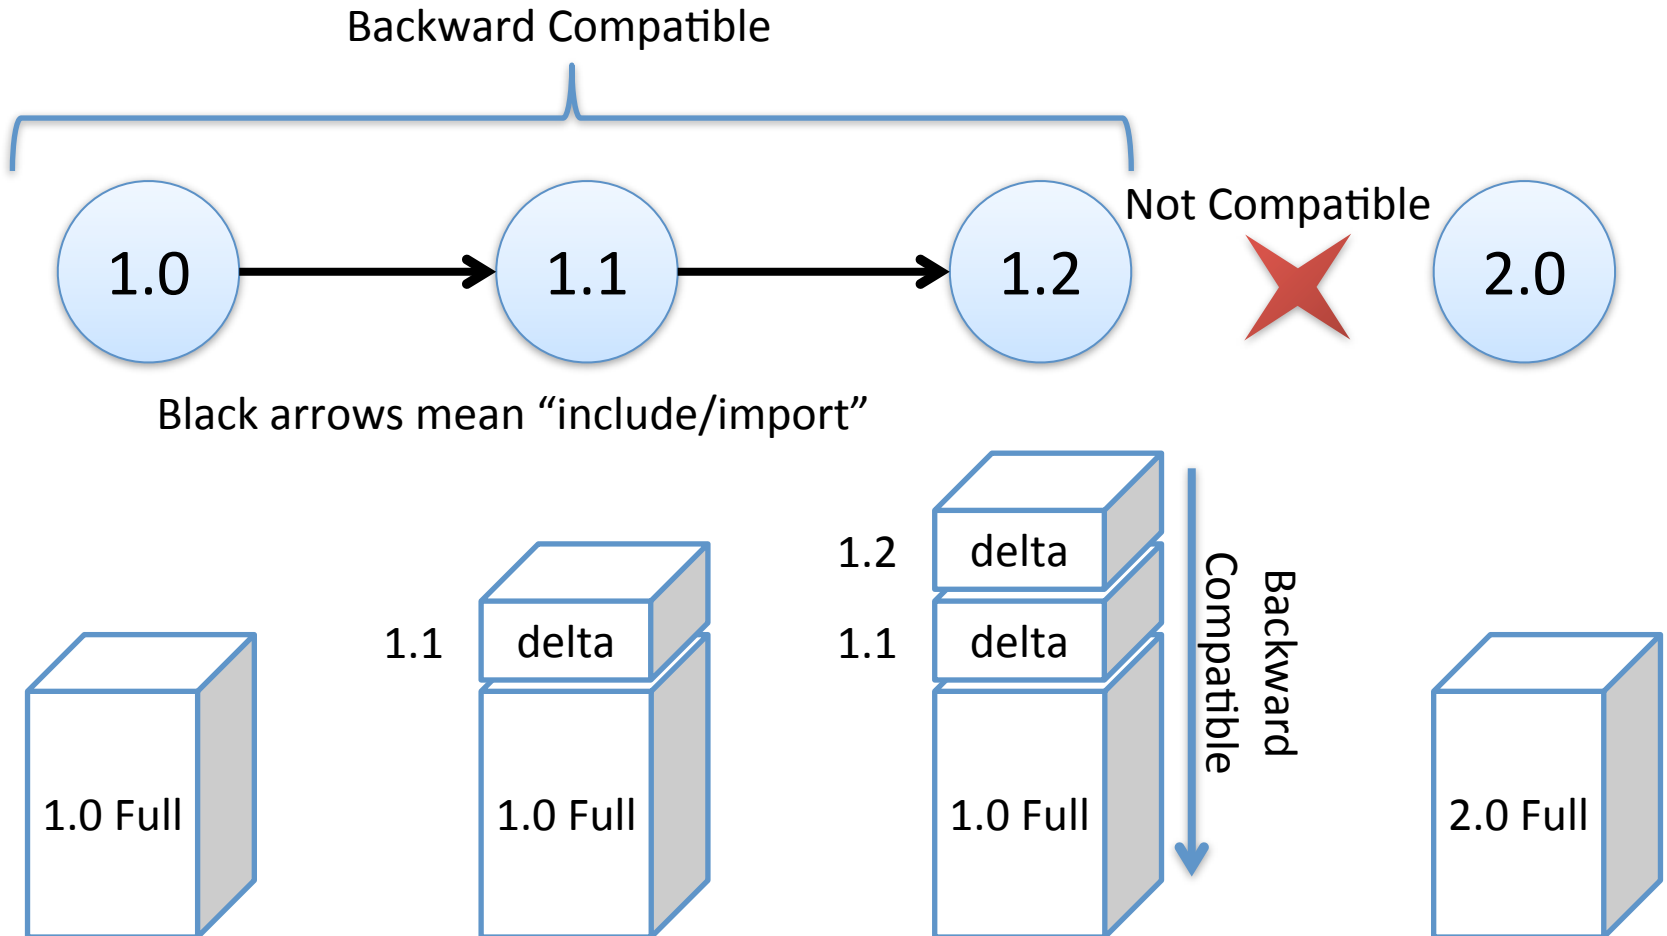 Backward Compatible
Not Compatible
1.0
1.1
1.2
2.0
Black arrows mean “include/import”
1.2
delta
1.1
delta
1.1
delta
1.0 Full
1.0 Full
1.0 Full
2.0 Full
Backward
Compatible